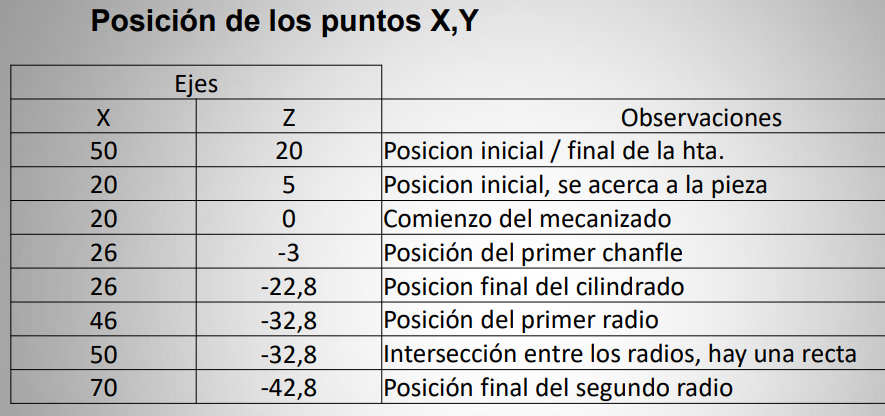 Posición de los puntos X,Y
Ejes
X Z Observaciones
50 20 Posicion inicial / final de la hta.
20 5 Posicion inicial, se acerca a la pieza
20 0 Comienzo del mecanizado
26 -3 Posición del primer chanfle
26 -22,8 Posicion final del cilindrado
46 -32,8 Posición del primer radio
50 -32,8 Intersección entre los radios, hay una recta
70 -42,8 Posición final del segundo radio